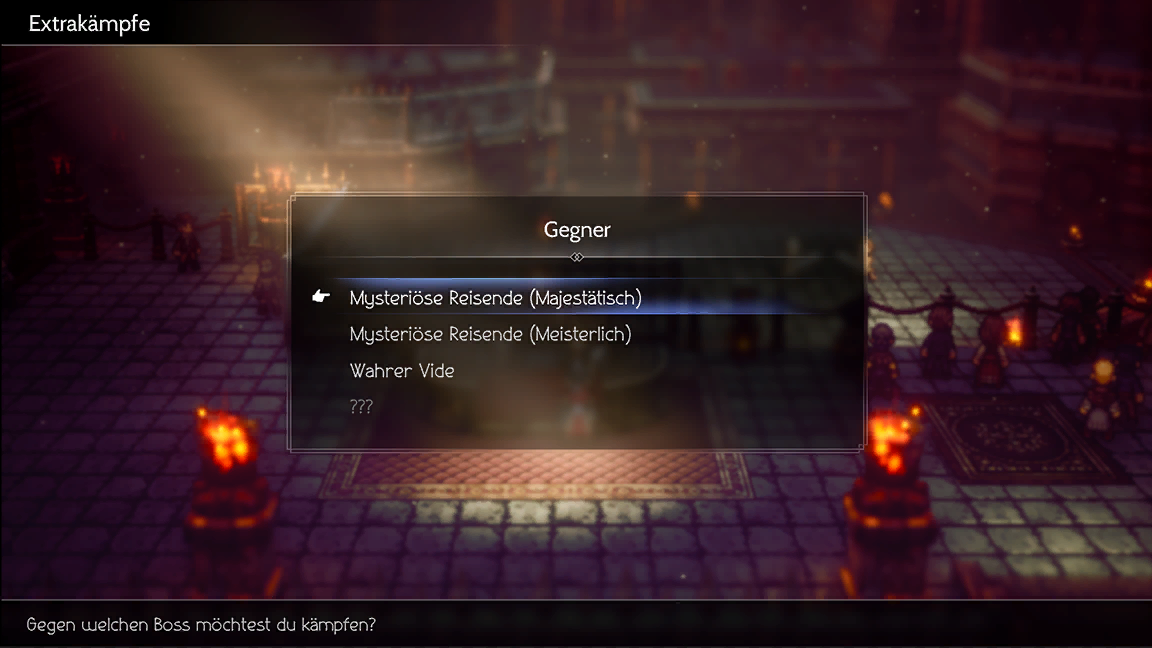 Extrakämpfe
Gegner
Mysteriöse Reisende (Majestätisch)
Mysteriöse Reisende (Meisterlich)
Wahrer Vide
???
Gegen welchen Boss möchtest du kämpfen?